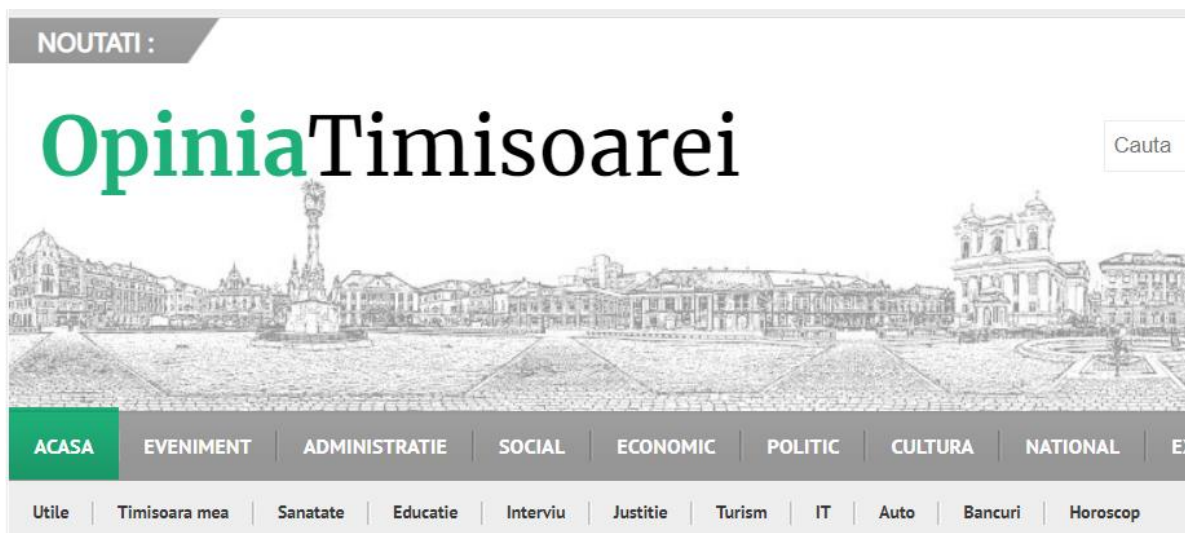 NOUTATI :
OpiniaTimisoarei
Cauta
ACASA EVENIMENT ADMINISTRATIE SOCIAL ECONOMIC POLITIC CULTURA NATIONAL
Utile Timisoara mea Sanatate Educatie Interviu Justitie Turism IT Auto Bancuri Horoscop